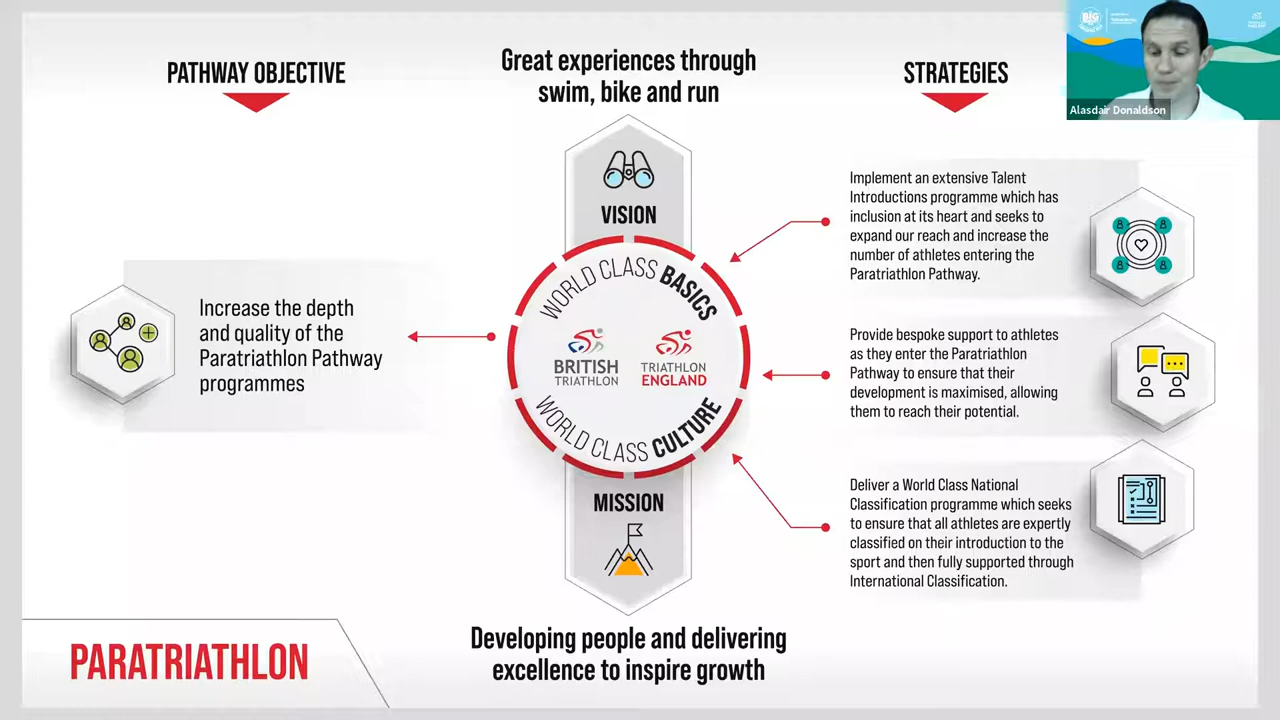 PATHWAY OBJECTIVE
Great experiences through
swim, bike and run
STRATEGIES
Alasdair Donaldson
VISION
WORLD CLASS BASICS
BRITISH
TRIATHLON
TRIATHLON
ENGLAND
WORLD CLASS CULTURE
MISSION
Increase the depth
and quality of the
Paratriathlon Pathway
programmes
Implement an extensive Talent
Introductions programme which has
inclusion at its heart and seeks to
expand our reach and increase the
number of athletes entering the
Paratriathlon Pathway.
Provide bespoke support to athletes
as they enter the Paratriathlon
Pathway to ensure that their
development is maximised, allowing
them to reach their potential.
Deliver a World Class National
Classification programme which seeks
to ensure that all athletes are expertly
classified on their introduction to the
sport and then fully supported through
International Classification.
PARATRIATHLON
Developing people and delivering
excellence to inspire growth